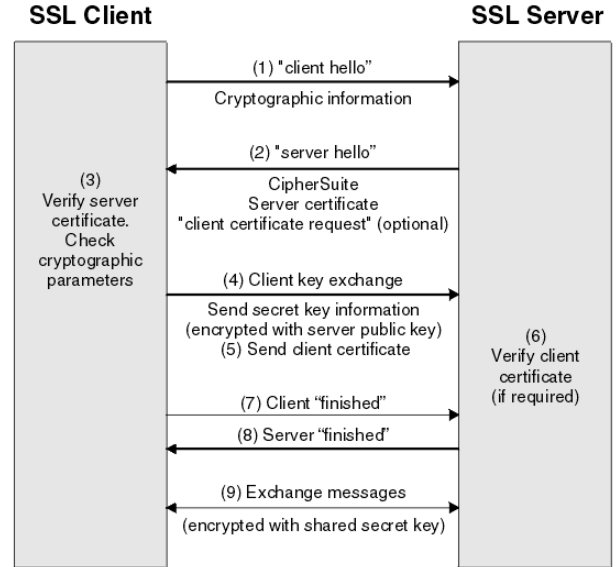 SSL Client
SSL Server
(1) "client hello”
Cryptographic information
(2) "server hello”
CipherSuite
Server certificate
"client certificate request" (optional)
(3)
Verify server
certificate.
Check
cryptographic
parameters
(4) Client key exchange
Send secret key information
(encrypted with server public key)
(5) Send client certificate
(6)
Verify client
certificate
(if required)
(7) Client “finished”
(8) Server “finished”
(9) Exchange messages
(encrypted with shared secret key)